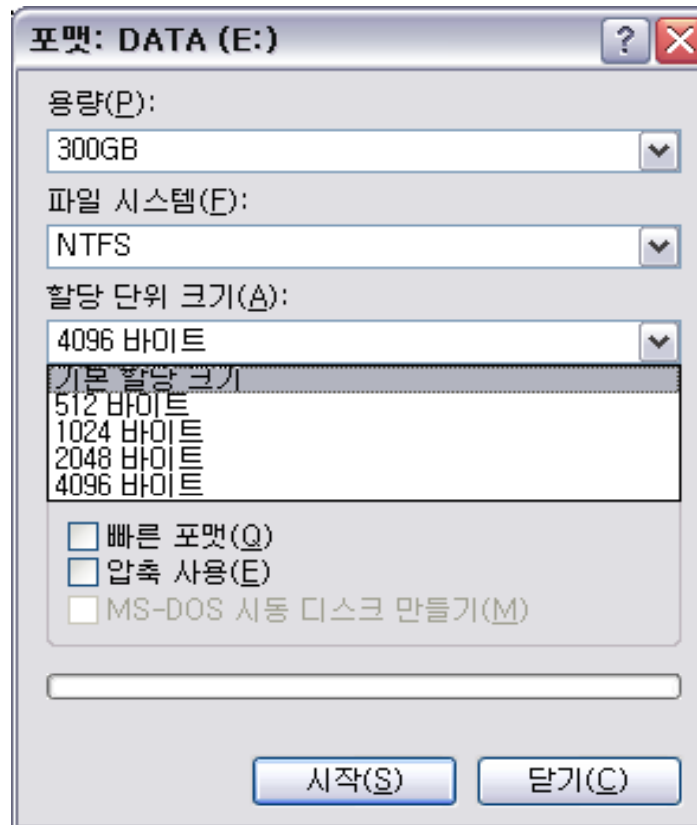 포맷: DATA (E:)
용량(P):
300GB
파일 시스템(F):
NTFS
할당 단위 크기(A):
4096 바이트
기본 할당 크기
512 바이트
1024 바이트
2048 바이트
4096 바이트
빠른 포맷(Q)
압축 사용(E)
MS-DOS 시동 디스크 만들기(M)
시작(S)
닫기(C)